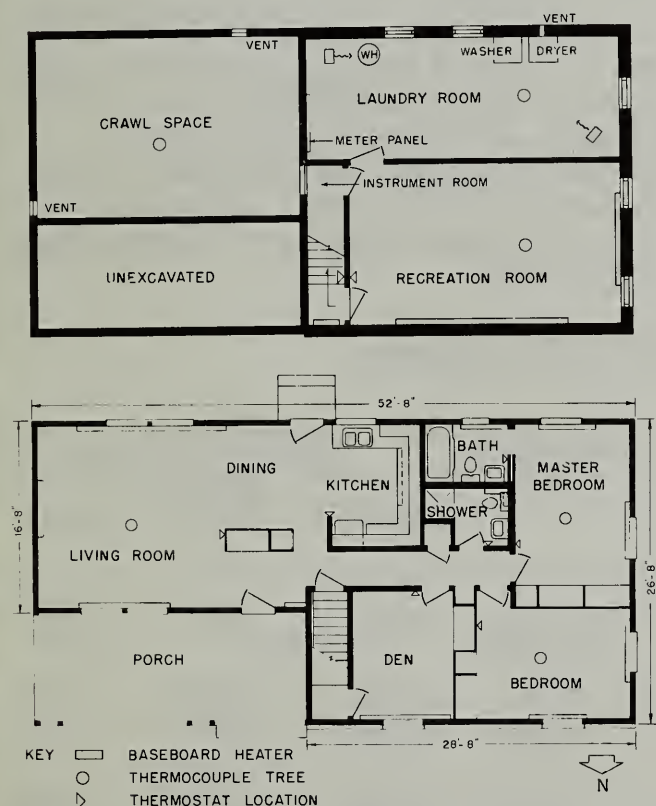 VENT
VENT
WASHER DRYER
WH
LAUNDRY ROOM
CRAWL SPACE
METER PANEL
INSTRUMENT ROOM
VENT
UNEXCAVATED
RECREATION ROOM
52'-8"
BATH
DINING
MASTER
BEDROOM
KITCHEN
SHOWER
16'-8"
LIVING ROOM
26'-8"
PORCH
DEN
BEDROOM
28'-8"
KEY
BASEBOARD HEATER
THERMOCOUPLE TREE
THERMOSTAT LOCATION
N